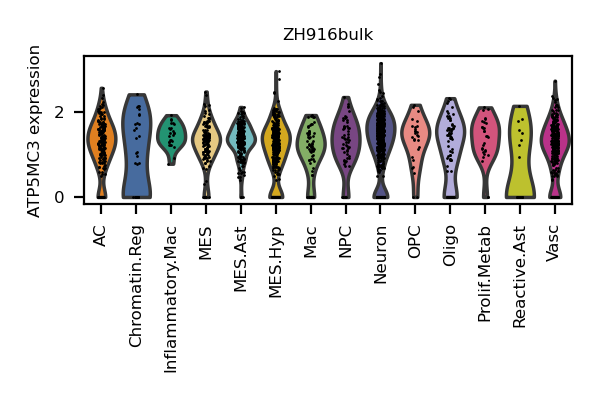 ZH916bulk
ATP5MC3 expression
2
0
AC
Chromatin.Reg
Inflammatory.Mac
MES
MES.Ast
MES.Hyp
Mac
NPC
Neuron
OPC
Oligo
Prolif.Metab
Reactive.Ast
Vasc